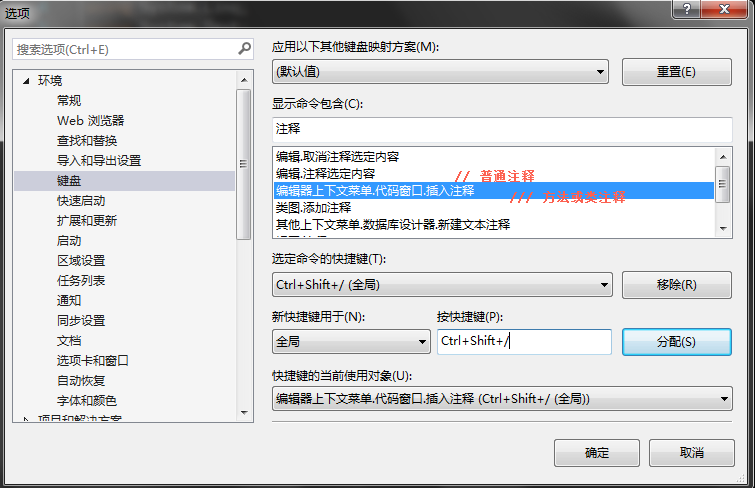 选项
搜索选项(Ctrl+E)
环境
常规
Web 浏览器
查找和替换
导入和导出设置
键盘
快速启动
扩展和更新
启动
区域设置
任务列表
通知
同步设置
文档
选项卡和窗口
自动恢复
字体和颜色
项目和解决方案
应用以下其他键盘映射方案(M):
(默认值)
重置(E)
显示命令包含(C):
注释
编辑.取消注释选定内容
编辑.注释选定内容
// 普通注释
编辑器上下文菜单.代码窗口.插入注释
/// 方法或类注释
类图.添加注释
其他上下文菜单.数据库设计器.新建文本注释
选定命令的快捷键(T):
Ctrl+Shift+/ (全局)
移除(R)
新快捷键用于(N):
按快捷键(P):
全局
Ctrl+Shift+/
分配(S)
快捷键的当前使用对象(U):
编辑器上下文菜单.代码窗口.插入注释 (Ctrl+Shift+/ (全局))
确定
取消